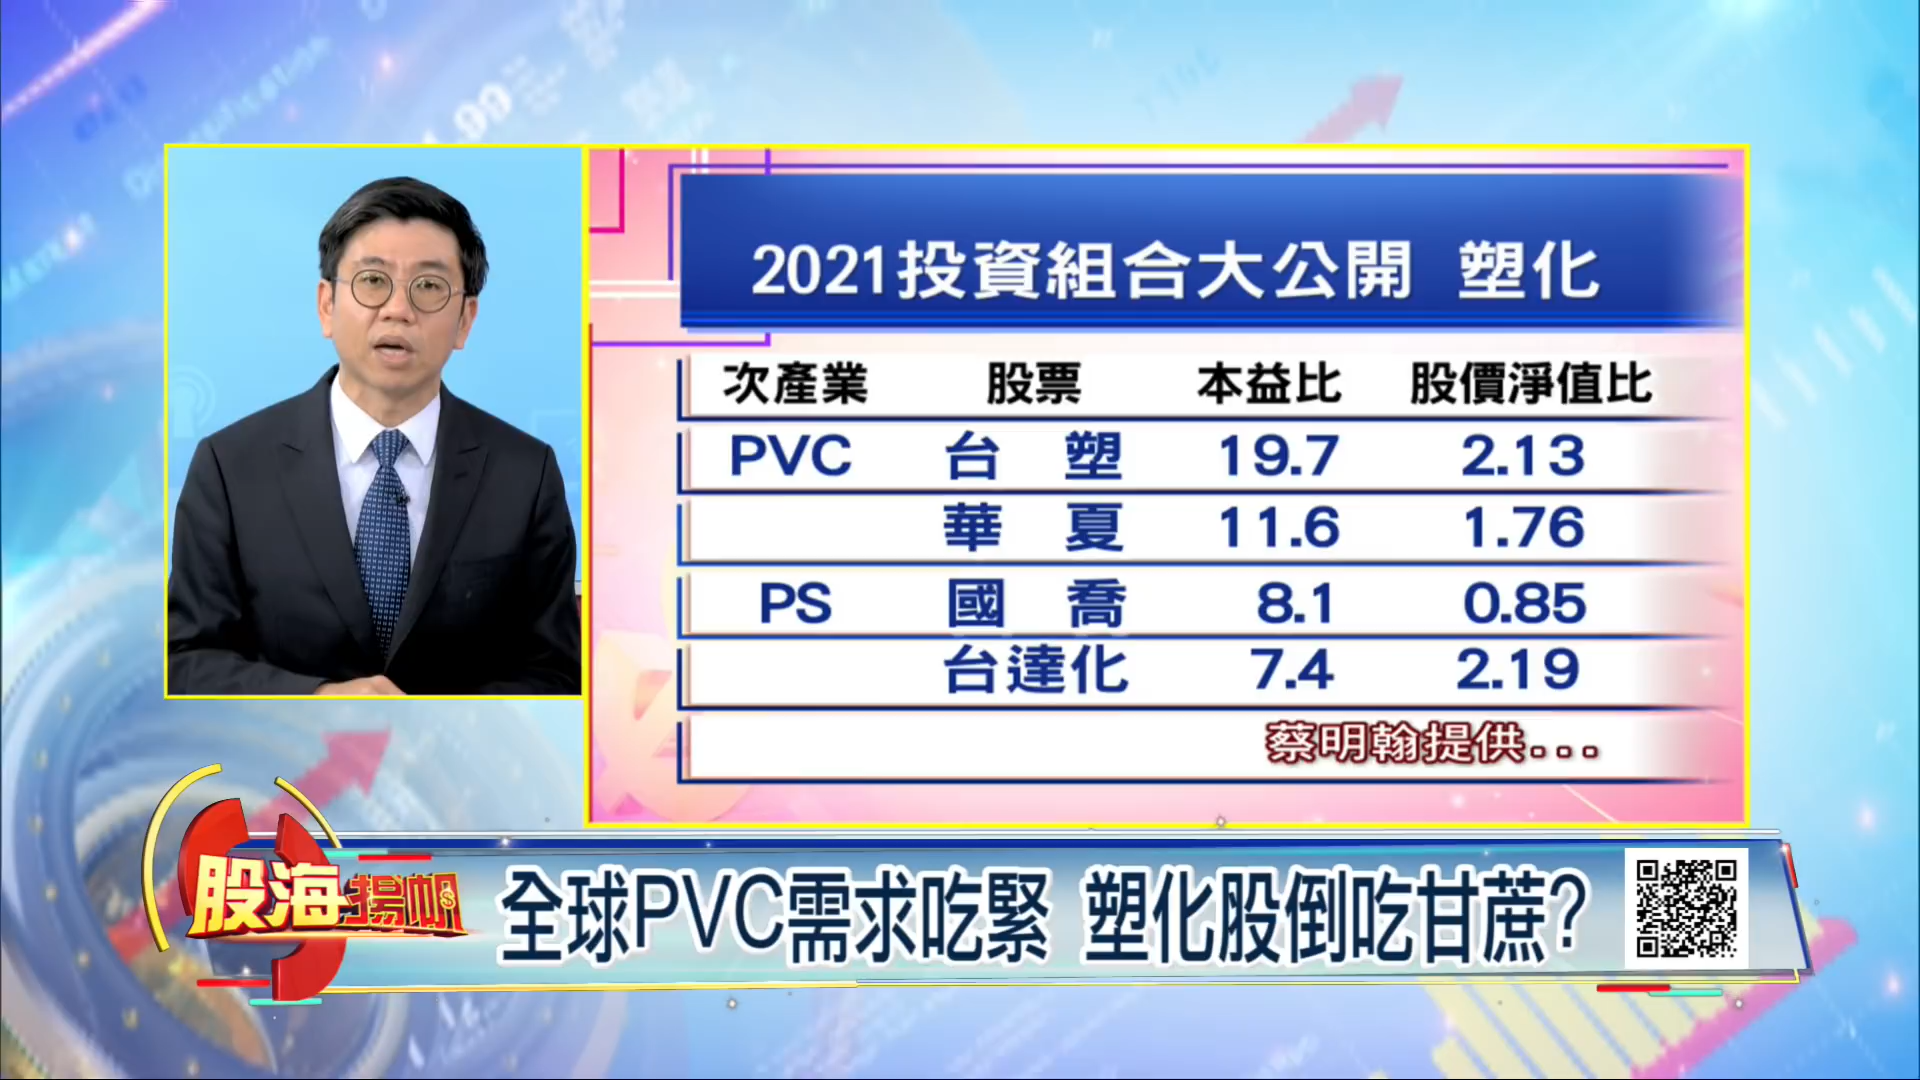 2021投資組合大公開 塑化
次產業 股票 本益比 股價淨值比
PVC 台塑 19.7 2.13
華夏 11.6 1.76
PS 國喬 8.1 0.85
台達化 7.4 2.19
蔡明翰提供...
股海揚帆
全球PVC需求吃緊 塑化股倒吃甘蔗?